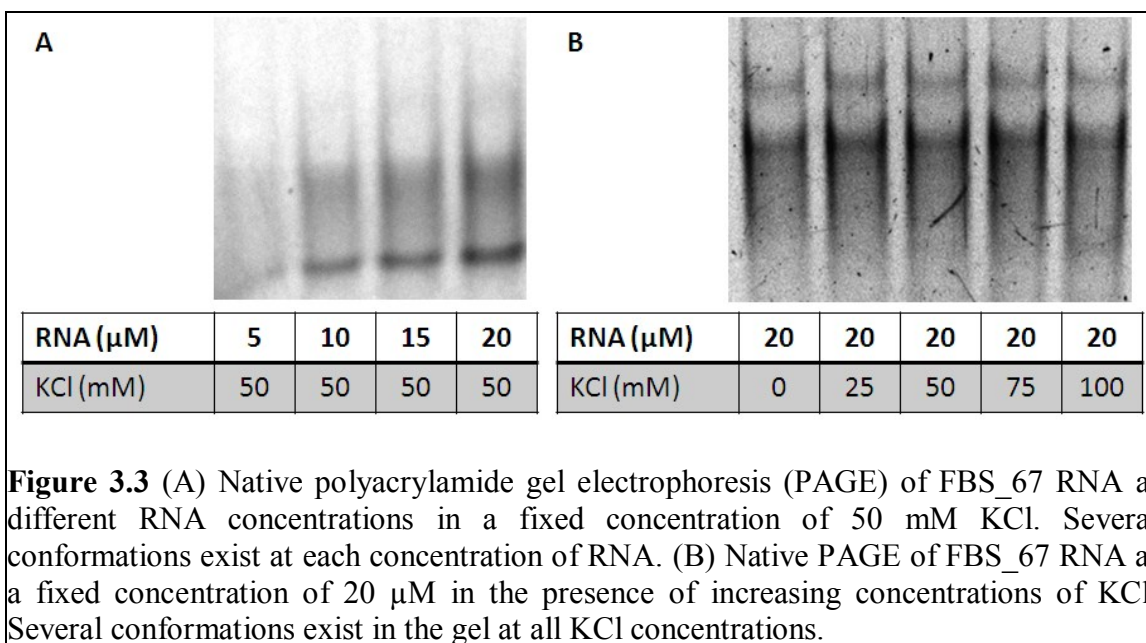 A
B
RNA (µM) 5 10 15 20
KCl (mM) 50 50 50 50
RNA (µM) 20 20 20 20 20
KCl (mM) 0 25 50 75 100
Figure 3.3 (A) Native polyacrylamide gel electrophoresis (PAGE) of FBS_67 RNA a
different RNA concentrations in a fixed concentration of 50 mM KCl. Severa
conformations exist at each concentration of RNA. (B) Native PAGE of FBS_67 RNA a
a fixed concentration of 20 µM in the presence of increasing concentrations of KCl
Several conformations exist in the gel at all KCl concentrations.